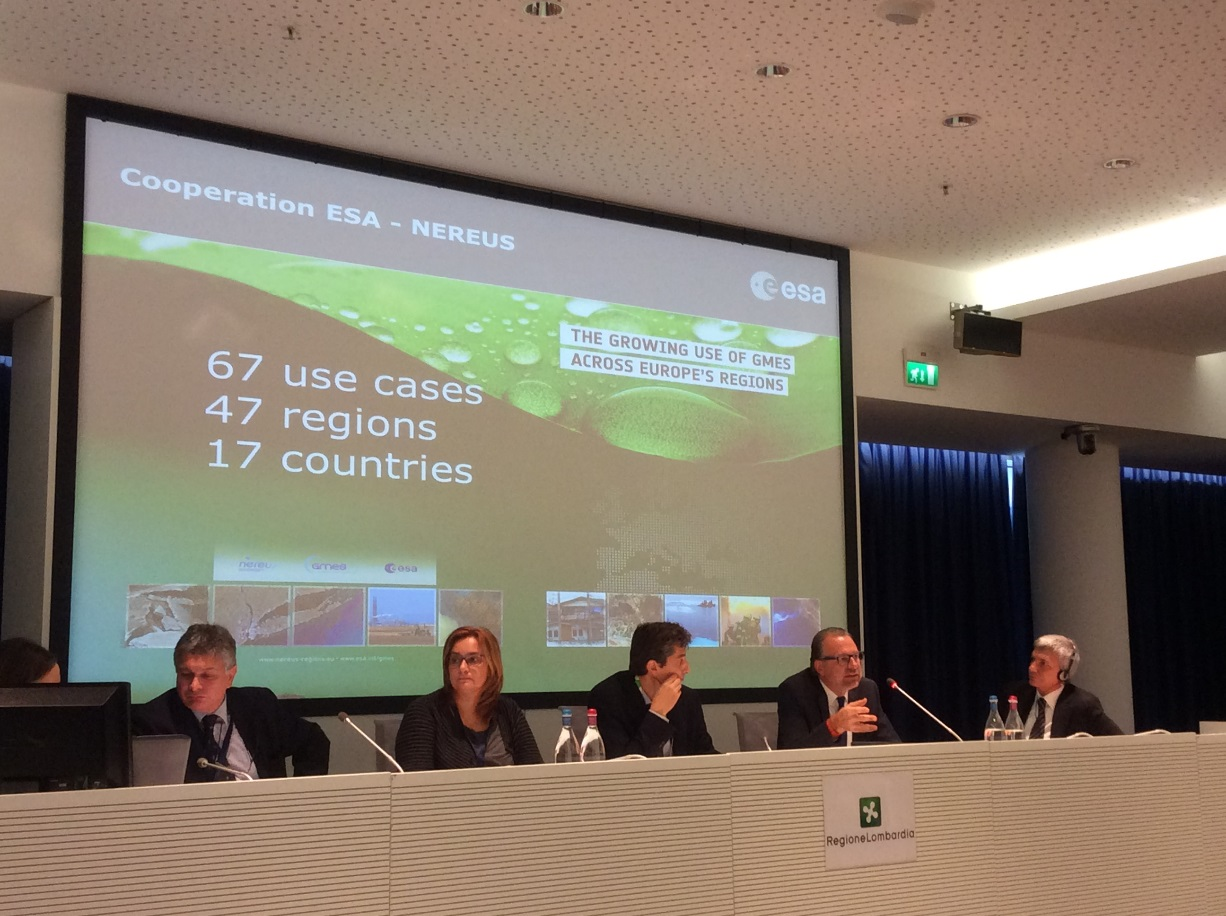 Cooperation ESA - NEREUS
esa
THE GROWING USE OF GMES
ACROSS EUROPE'S REGIONS
67 use cases
47 regions
17 countries
nereus
GMES
esa
RegioneLombardia